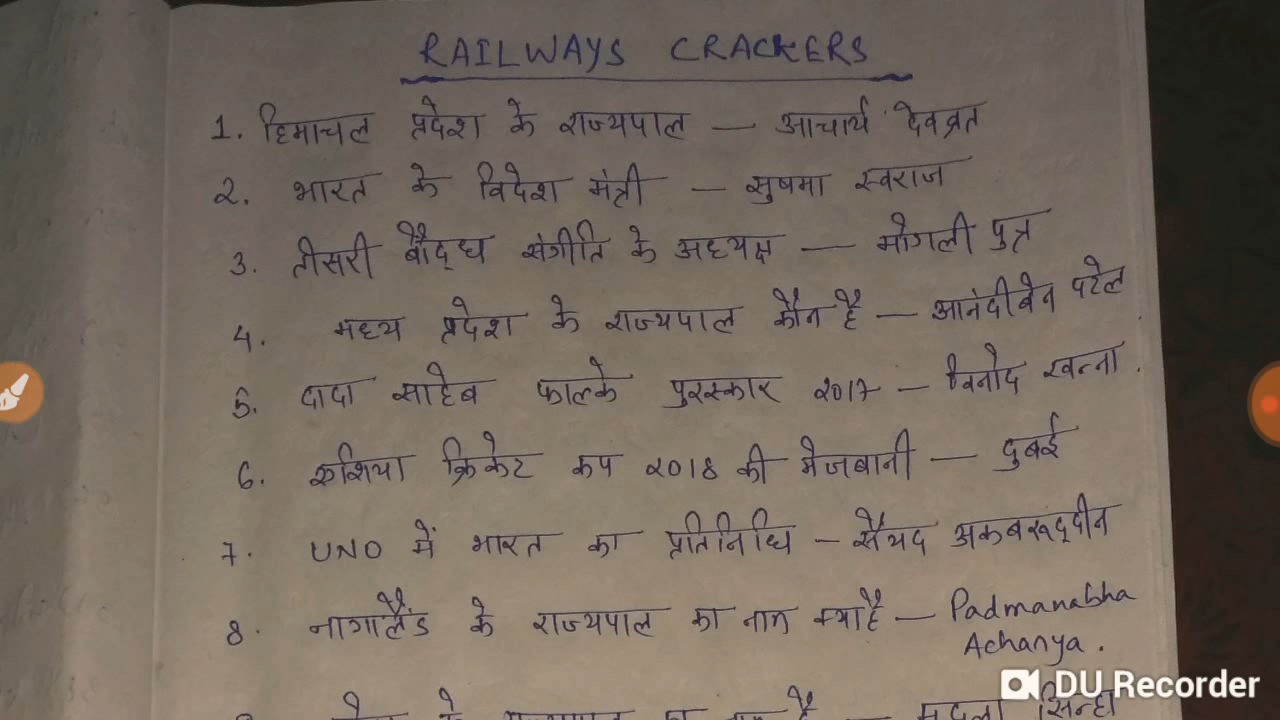 RAILWAYS CRACKERS
1. हिमाचल प्रदेश के राज्यपाल — आचार्य देवव्रत
2. भारत के विदेश मंत्री — सुषमा स्वराज
3. तीसरी बौद्ध संगीति के अध्यक्ष — मोगली पुत्र
4. मध्य प्रदेश के राज्यपाल कौन है — आनंदीबेन पटेल
5. दादा साहेब फाल्के पुरस्कार 2017 — विनोद खन्ना.
6. एशिया क्रिकेट कप 2018 की मेजबानी — दुबई
7. UNO में भारत का प्रतिनिधि — सैयद अकबरूद्दीन
8. नागालैंड के राज्यपाल का नाम क्या है — Padmanabha
Achanya.
के राज्यपाल का है — मृदुला सिन्हा
DU Recorder